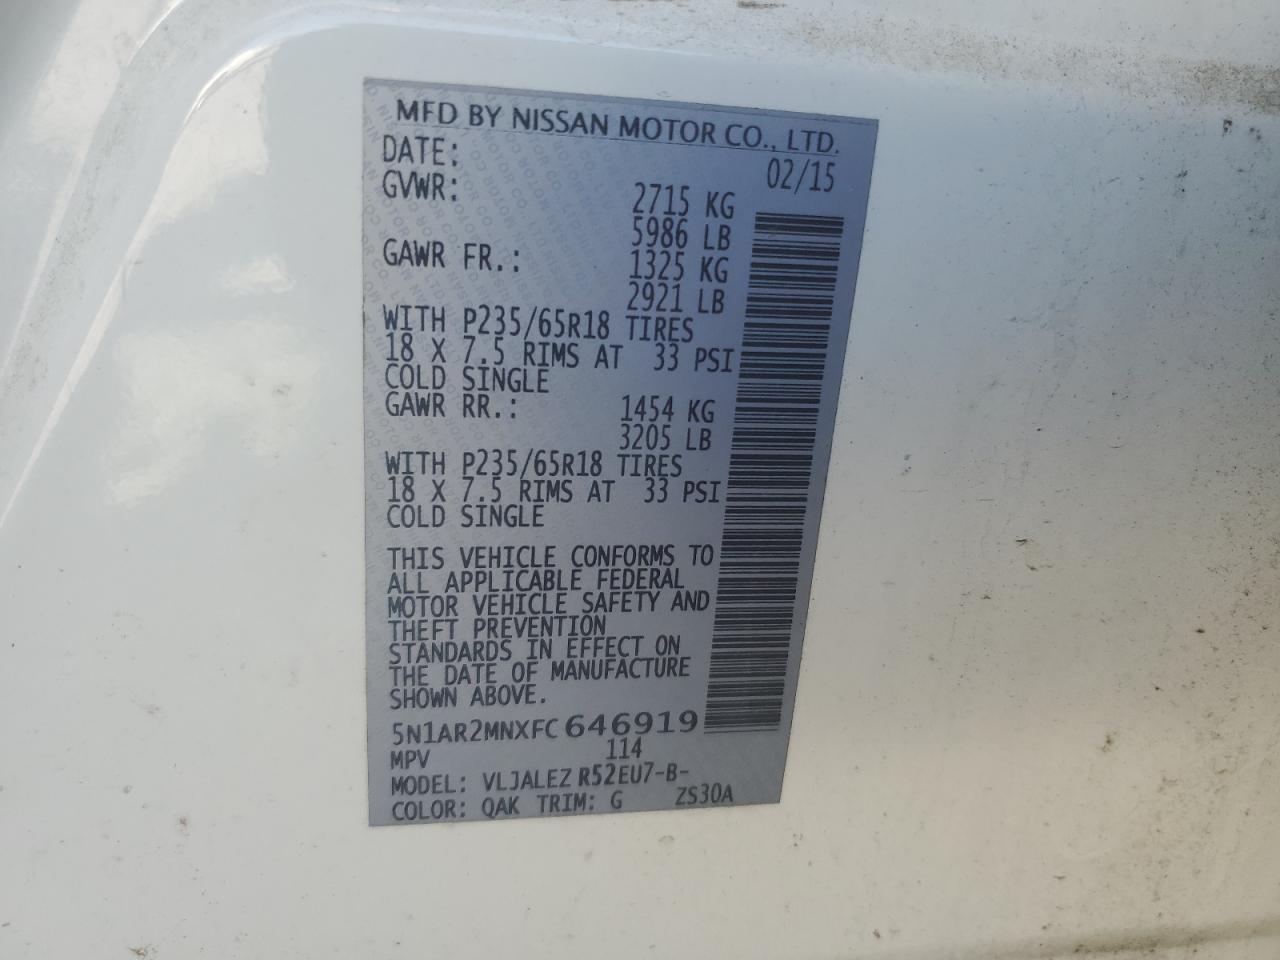 MFD BY NISSAN MOTOR CO., LTD.
DATE: 02/15
GVWR: 2715 KG
5986 LB
GAWR FR.: 1325 KG
2921 LB
WITH P235/65R18 TIRES
18 X 7.5 RIMS AT 33 PSI
COLD SINGLE
GAWR RR.: 1454 KG
3205 LB
WITH P235/65R18 TIRES
18 X 7.5 RIMS AT 33 PSI
COLD SINGLE
THIS VEHICLE CONFORMS TO
ALL APPLICABLE FEDERAL
MOTOR VEHICLE SAFETY AND
THEFT PREVENTION
STANDARDS IN EFFECT ON
THE DATE OF MANUFACTURE
SHOWN ABOVE.
5N1AR2MNXFC646919
MPV 114
MODEL: VLJALEZ R52EU7-B-
COLOR: QAK TRIM: G ZS30A